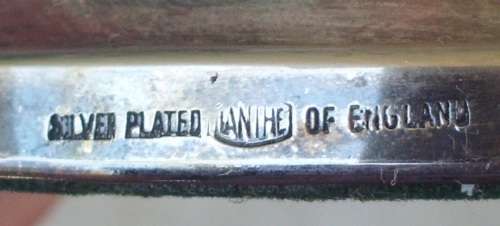 SILVER PLATED IANTHE OF ENGLAND